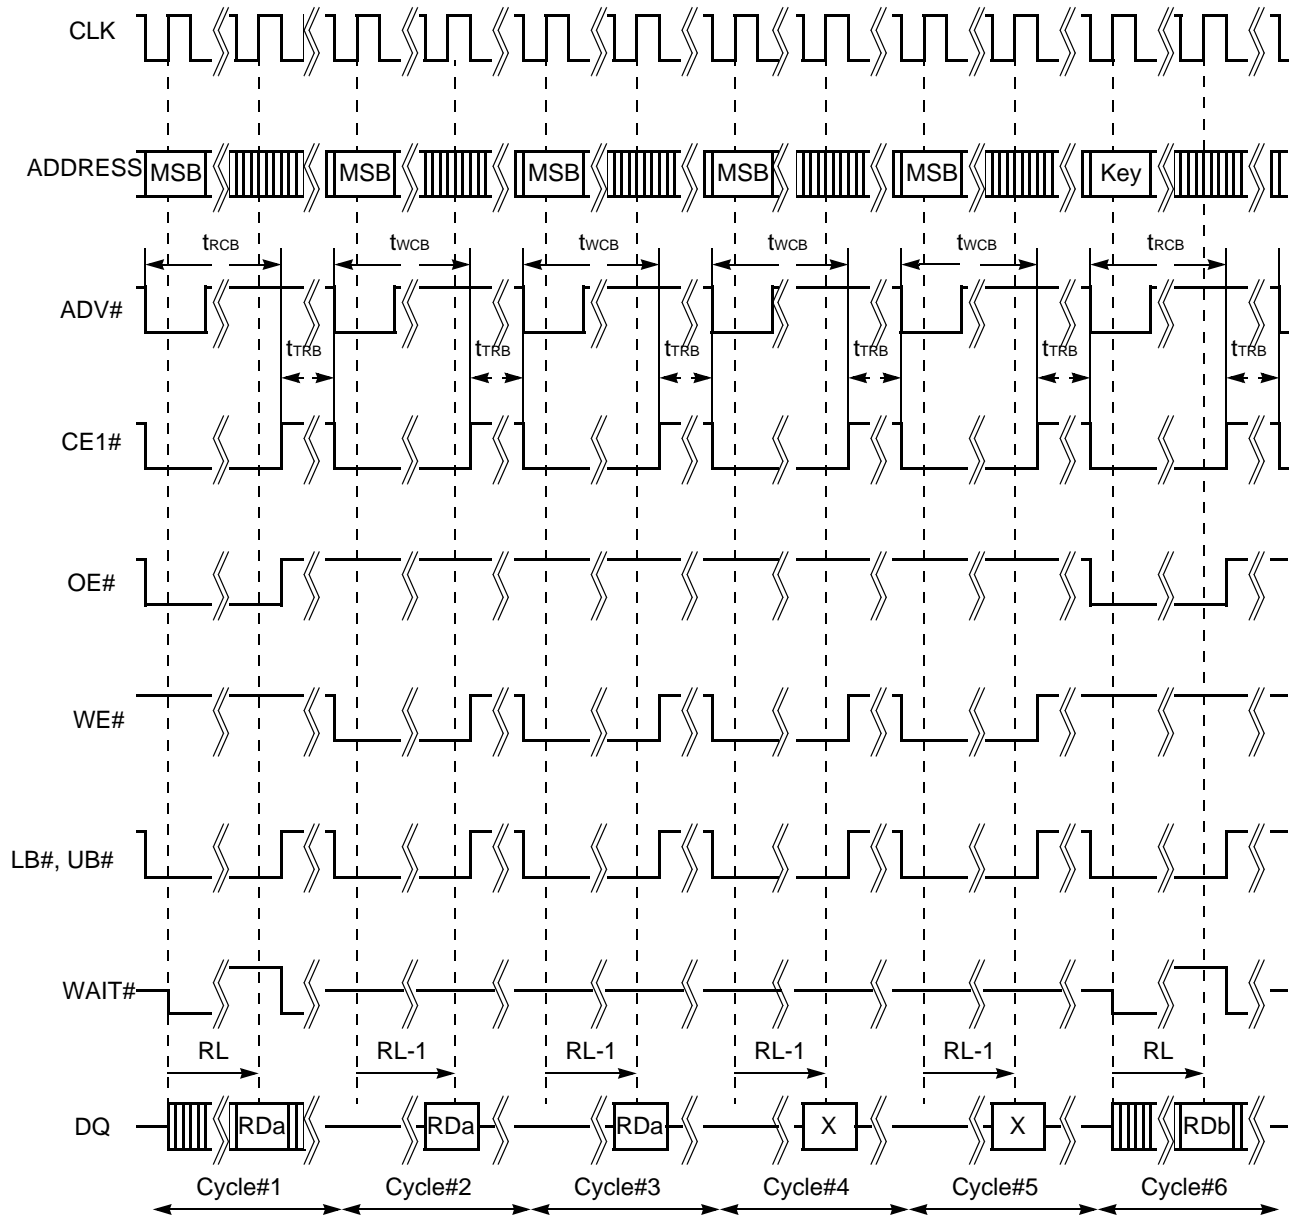 CLK
ADDRESS MSB MSB MSB MSB MSB Key
tRCB tWCB tWCB tWCB tWCB tRCB
ADV#
tTRB tTRB tTRB tTRB tTRB tTRB
CE1#
OE#
WE#
LB#, UB#
WAIT#
RL RL-1 RL-1 RL-1 RL-1 RL
DQ RDa RDa RDa X X RDb
Cycle#1 Cycle#2 Cycle#3 Cycle#4 Cycle#5 Cycle#6